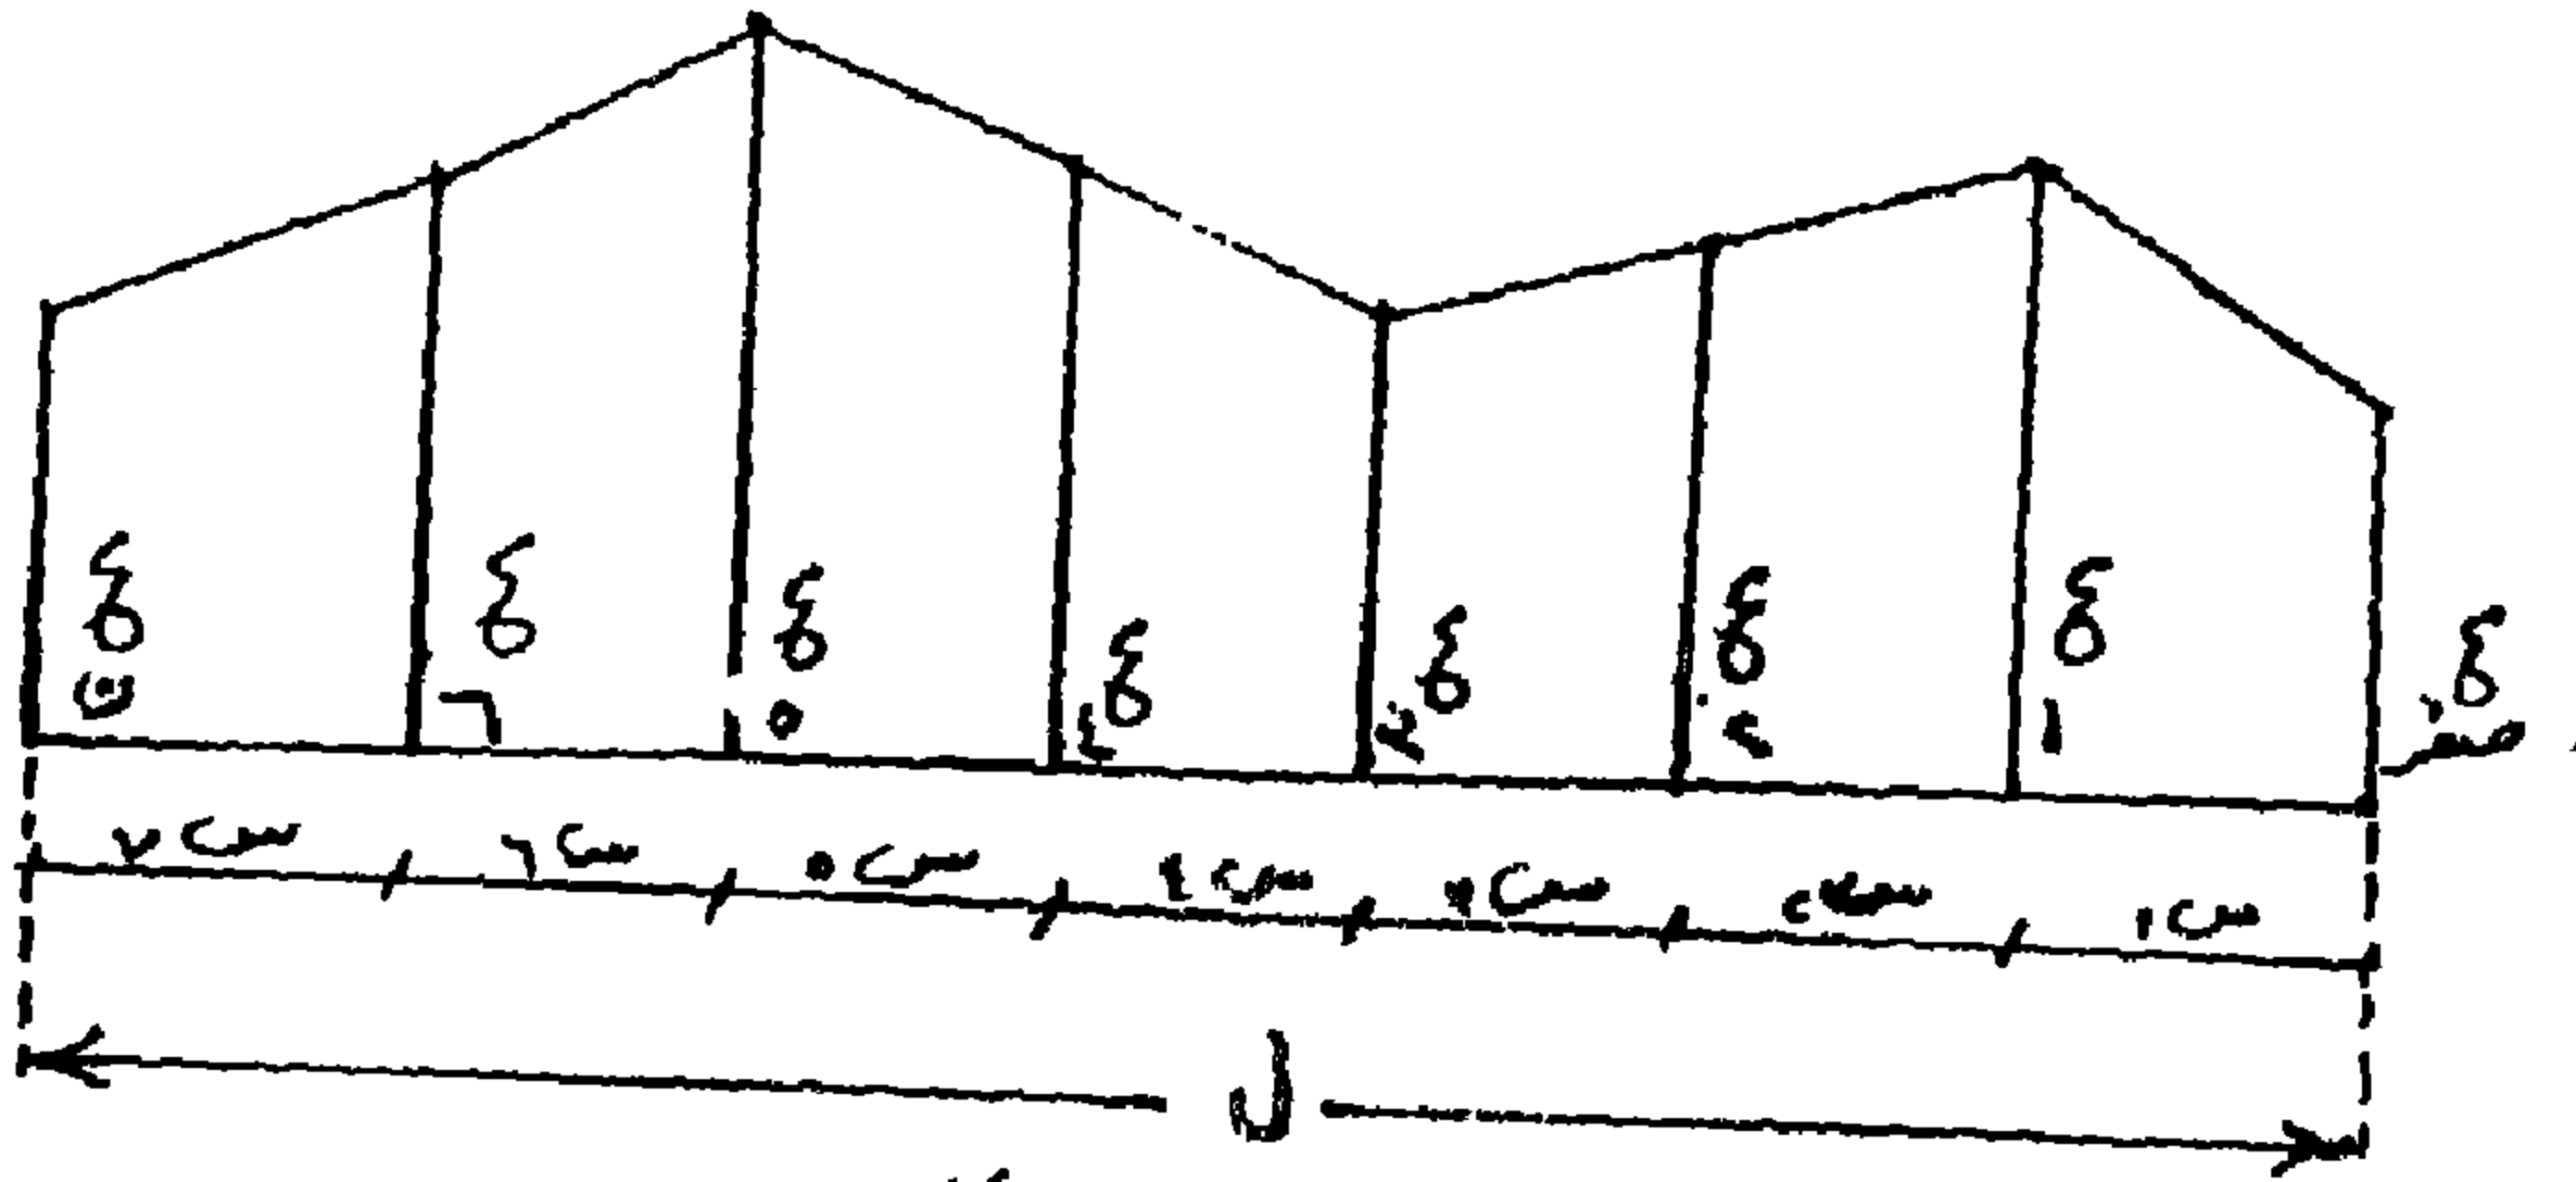 ع ع ع ع ع ع ع ع
ن ٦ ٥ ٤ ٣ ٢ ١ صفر
س١ س٢ س٣ س٤ س٥ س٦ س٧
ل